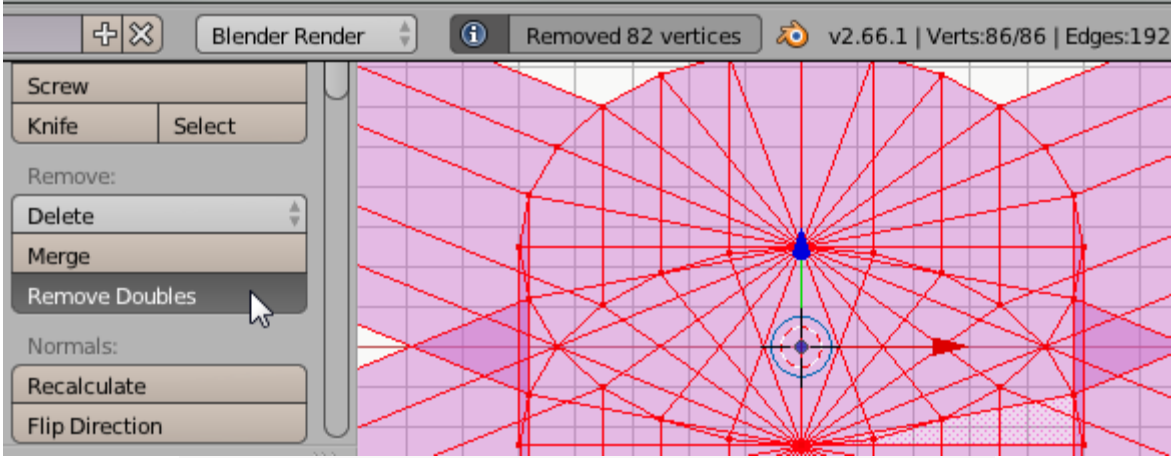 Blender Render
Removed 82 vertices
v2.66.1 | Verts:86/86 | Edges:192
Screw
Knife
Select
Remove:
Delete
Merge
Remove Doubles
Normals:
Recalculate
Flip Direction